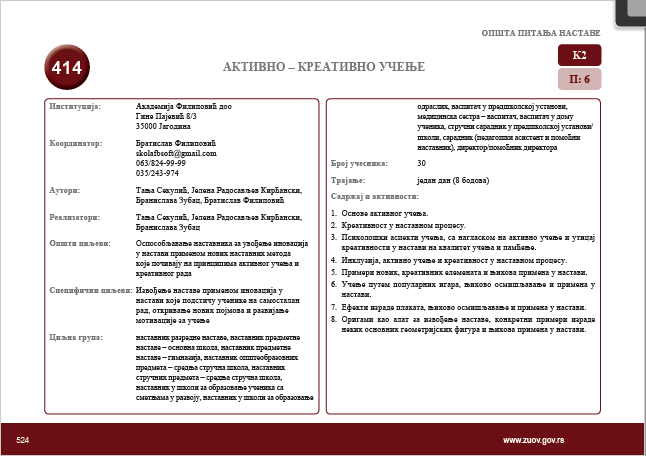 ОПШТА ПИТАЊА НАСТАВЕ
414
АКТИВНО – КРЕАТИВНО УЧЕЊЕ
К2
П: 6
Институција: Академија Филиповић доо
Гине Пајевић 8/3
35000 Јагодина
Координатор: Братислав Филиповић
skolafbsoft@gmail.com
063/824-99-99
035/243-974
Аутори: Тања Секулић, Јелена Радосављев Кирћански,
Бранислава Зубац, Братислав Филиповић
Реализатори: Тања Секулић, Јелена Радосављев Кирћански,
Бранислава Зубац
Општи циљеви: Оспособљавање наставника за увођење иновација
у настави применом нових наставних метода
које почивају на принципима активног учења и
креативног рада
Специфични циљеви: Извођење наставе применом иновација у
настави које подстичу ученике на самосталан
рад, откривање нових појмова и развијање
мотивације за учење
Циљна група: наставник разредне наставе, наставник предметне
наставе – основна школа, наставник предметне
наставе – гимназија, наставник општеобразовних
предмета – средња стручна школа, наставник
стручних предмета – средња стручна школа,
наставник у школи за образовање ученика са
сметњама у развоју, наставник у школи за образовање
одраслих, васпитач у предшколској установи,
медицинска сестра – васпитач, васпитач у дому
ученика, стручни сарадник у предшколској установи/
школи, сарадник (педагошки асистент и помоћни
наставник), директор/помоћник директора
Број учесника: 30
Трајање: један дан (8 бодова)
Садржај и активности:
1. Основе активног учења.
2. Креативност у наставном процесу.
3. Психолошки аспекти учења, са нагласком на активно учење и утицај
креативности у настави на квалитет учења и памћење.
4. Инклузија, активно учење и креативност у наставном процесу.
5. Примери нових, креативних елемената и њихова примена у настави.
6. Учење путем популарних игара, њихово осмишљавање и примена у
настави.
7. Ефекти израде плаката, њихово осмишљавање и примена у настави.
8. Оригами као алат за извођење наставе, конкретни примери израде
неких основних геометријских фигура и њихова примена у настави.
524
www.zuov.gov.rs